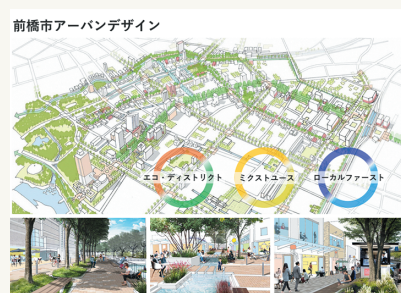 前橋市アーバンデザイン
エコ・ディストリクト
ミクストユース
ローカルファースト